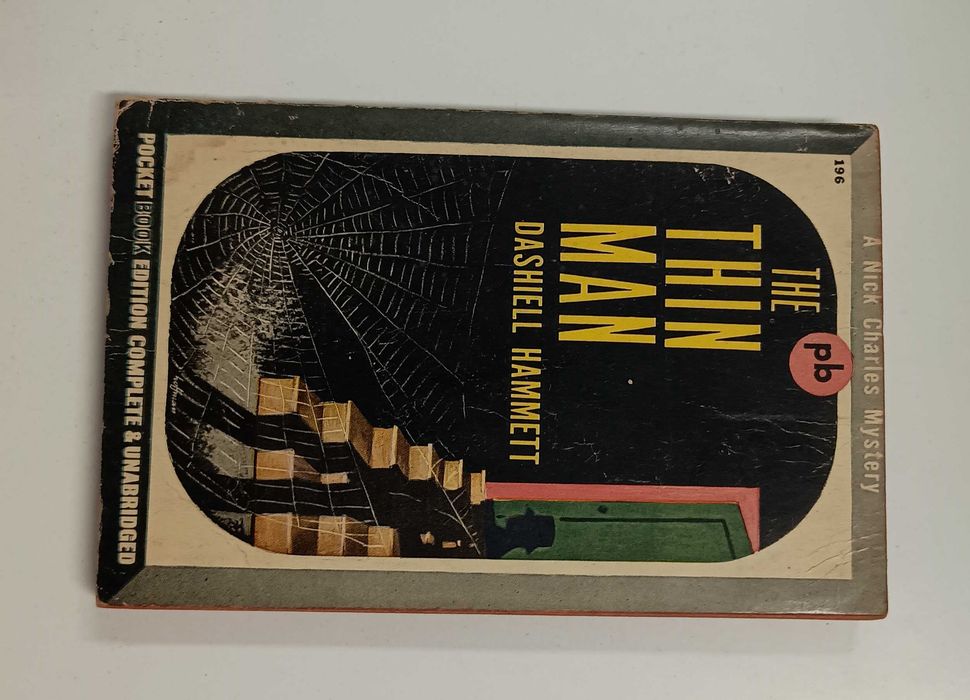 196
A Nick Charles Mystery
THE
THIN
MAN
pb
DASHIELL HAMMETT
POCKET BOOK EDITION COMPLETE & UNABRIDGED